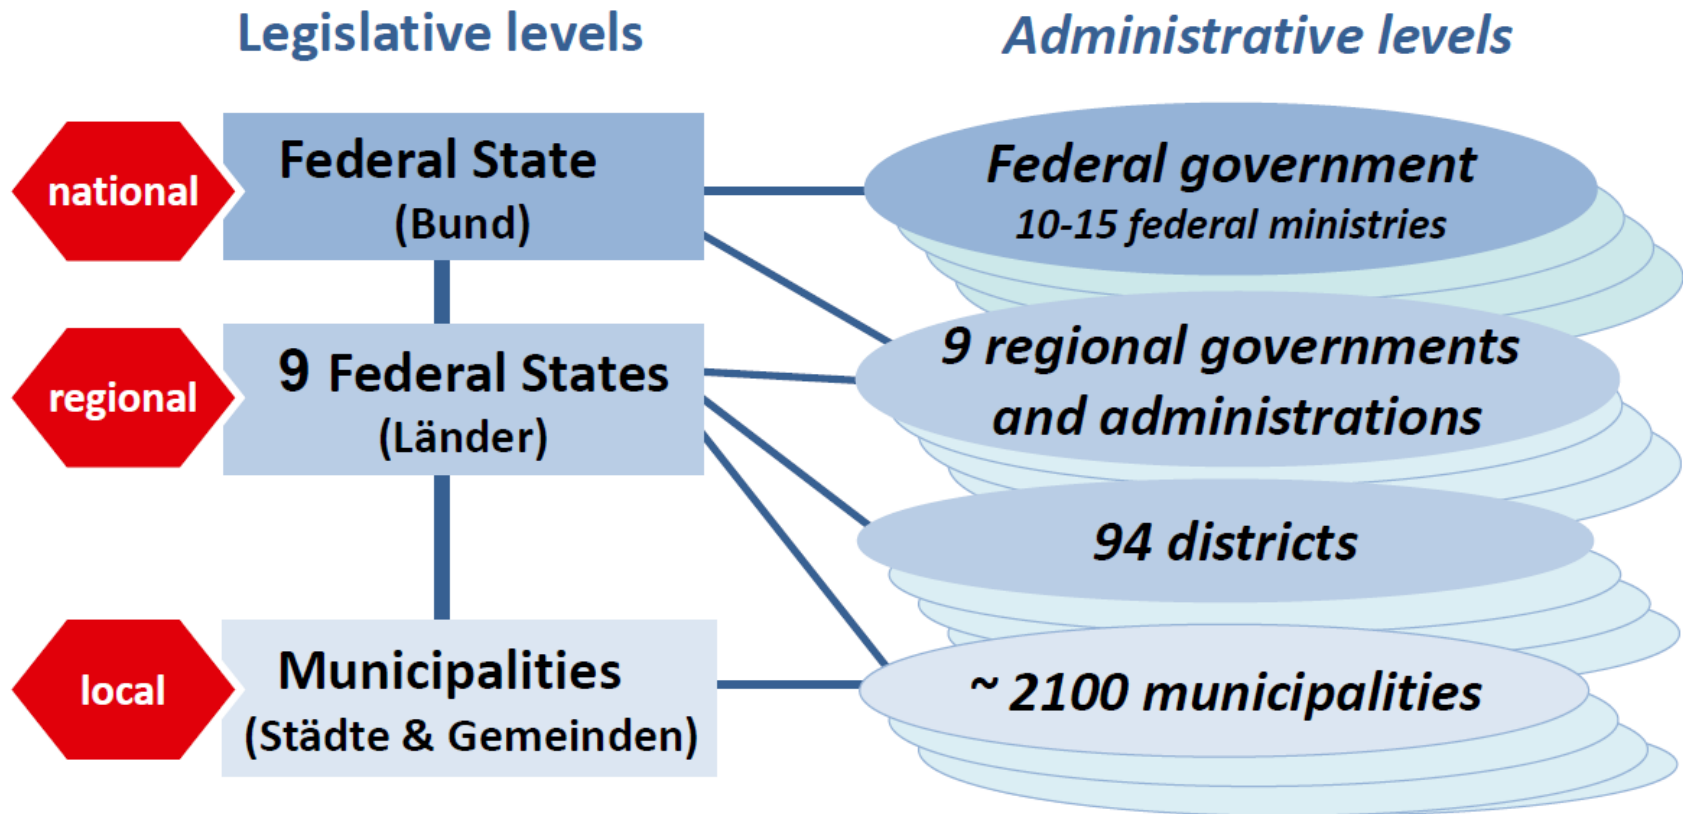 Legislative levels
Administrative levels
national
Federal State
(Bund)
Federal government
10-15 federal ministries
regional
9 Federal States
(Länder)
9 regional governments
and administrations
94 districts
local
Municipalities
(Städte & Gemeinden)
~ 2100 municipalities